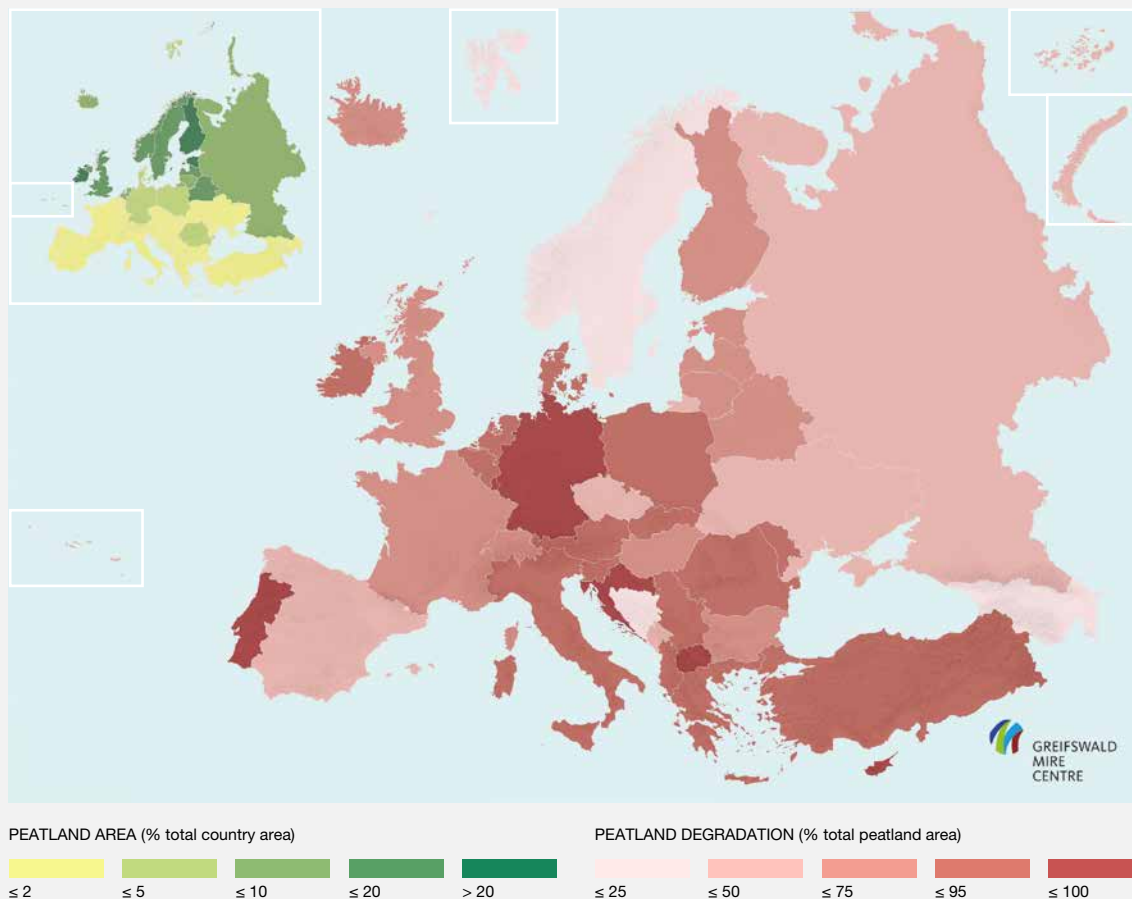 GREIFSWALD
MIRE
CENTRE
PEATLAND AREA (% total country area)
≤ 2
≤ 5
≤ 10
≤ 20
> 20
PEATLAND DEGRADATION (% total peatland area)
≤ 25
≤ 50
≤ 75
≤ 95
≤ 100